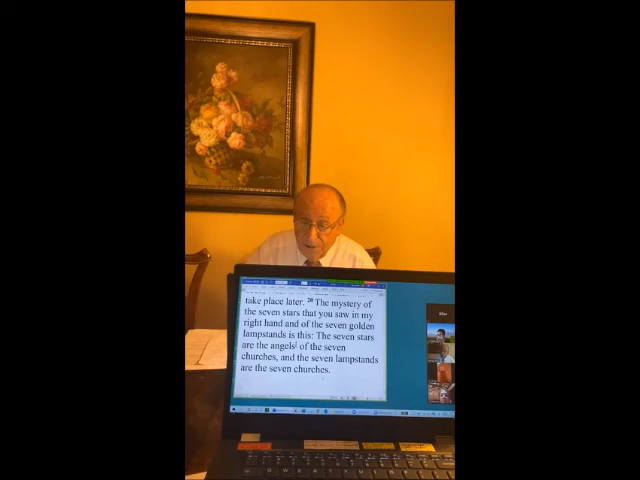 take place later. 20 The mystery of
the seven stars that you saw in my
right hand and of the seven golden
lampstands is this: The seven stars
are the angels of the seven
churches, and the seven lampstands
are the seven churches.